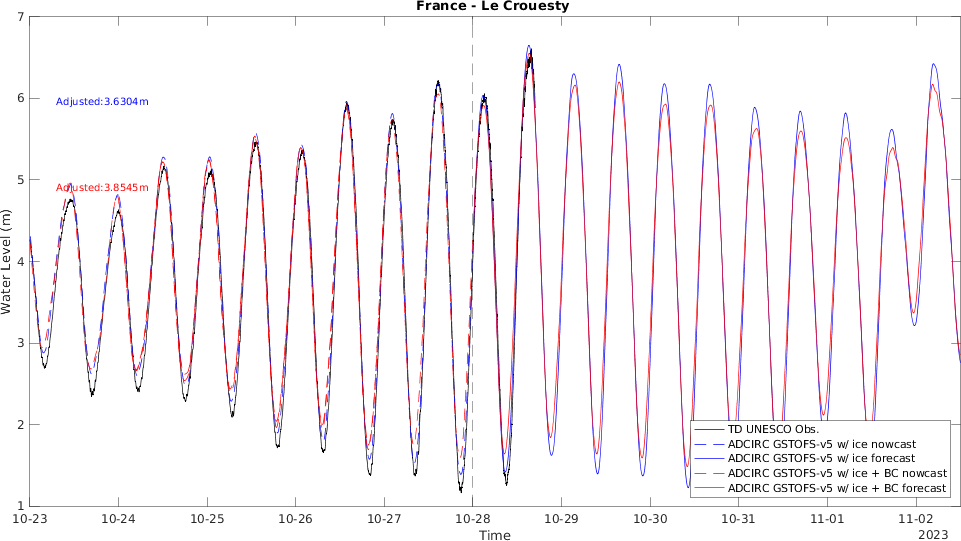 France - Le Crouesty
7
6
5
4
3
2
1
Water Level (m)
Adjusted:3.6304m
Adjusted:3.8545m
TD UNESCO Obs.
ADCIRC GSTOFS-v5 w/ ice nowcast
ADCIRC GSTOFS-v5 w/ ice forecast
ADCIRC GSTOFS-v5 w/ ice + BC nowcast
ADCIRC GSTOFS-v5 w/ ice + BC forecast
10-23 10-24 10-25 10-26 10-27 10-28 10-29 10-30 10-31 11-01 11-02
Time
2023